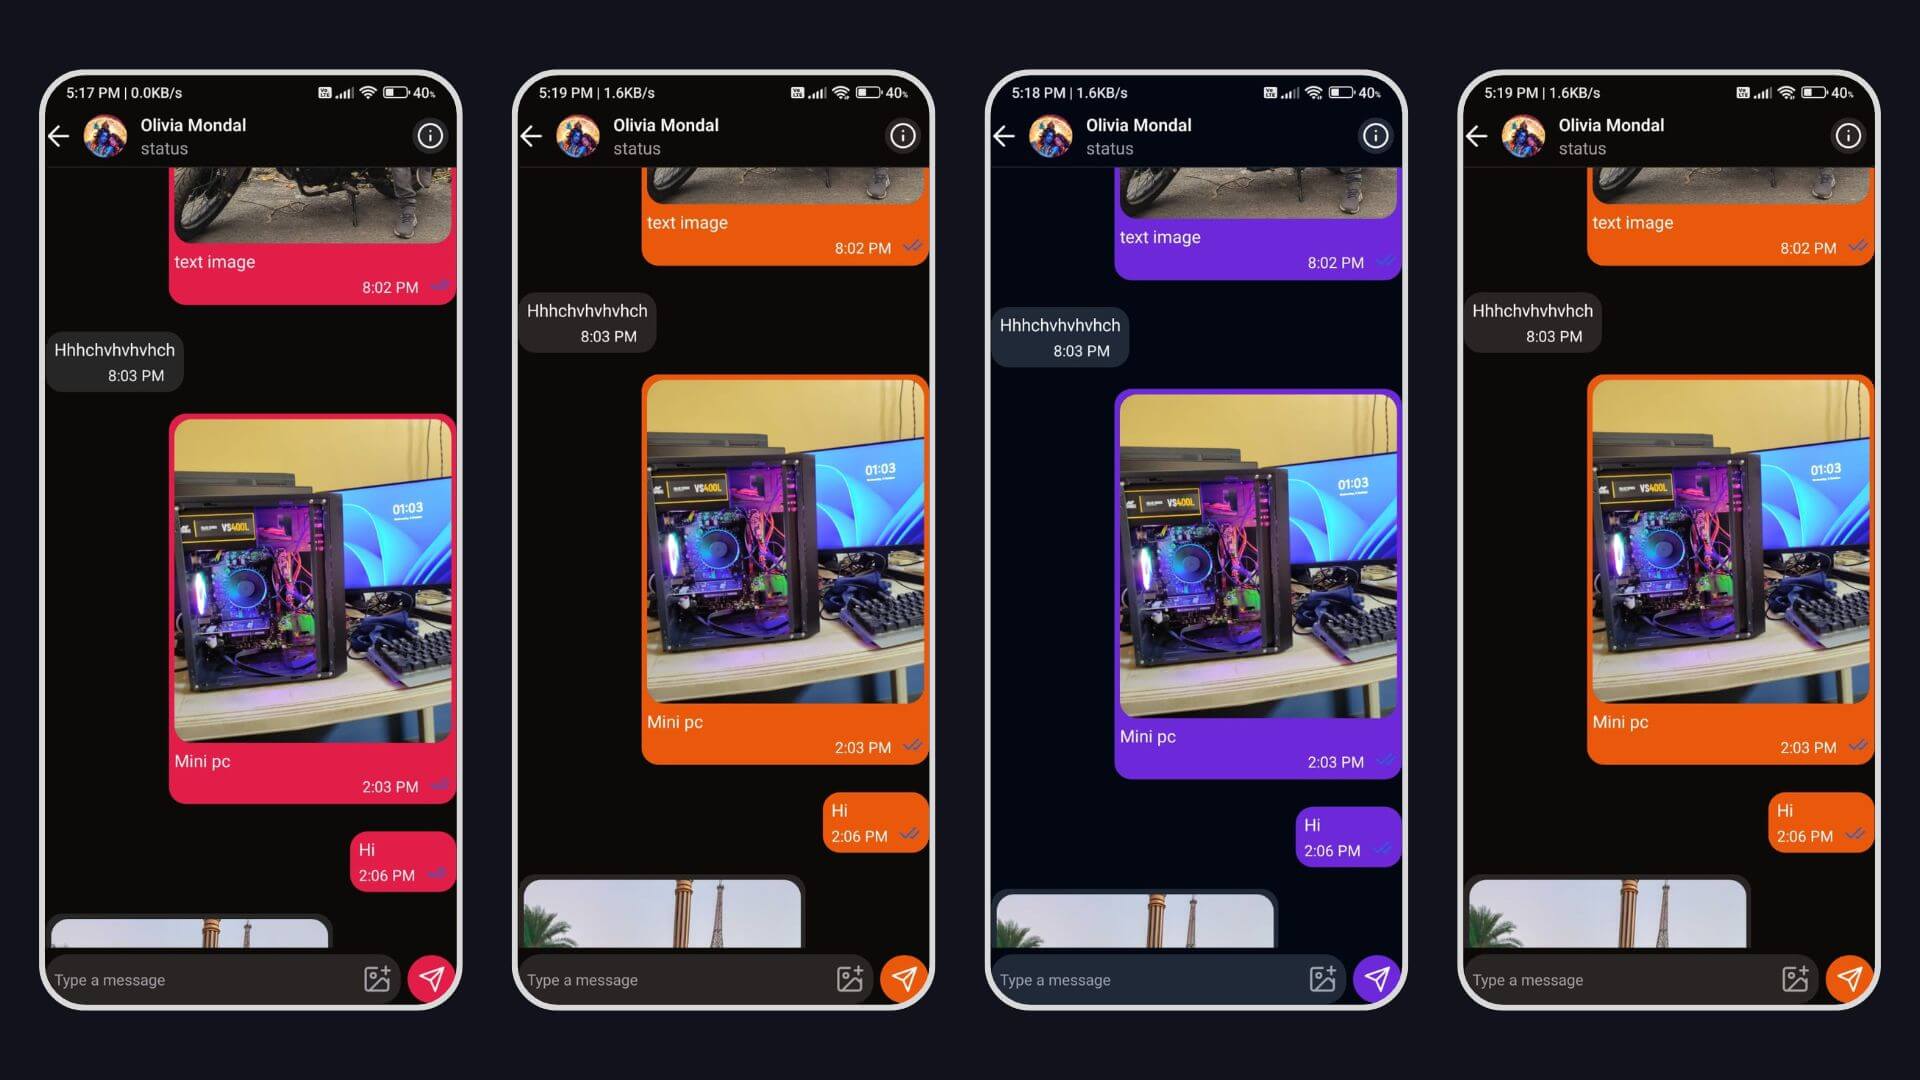 5:17 PM | 0.0KB/s
40%
Olivia Mondal
status
text image
8:02 PM
Hhhchvhvhvhch
8:03 PM
01:03
VS400L
Mini pc
2:03 PM
Hi
2:06 PM
Type a message
5:19 PM | 1.6KB/s
40%
Olivia Mondal
status
text image
8:02 PM
Hhhchvhvhvhch
8:03 PM
01:03
VS400L
Mini pc
2:03 PM
Hi
2:06 PM
Type a message
5:18 PM | 1.6KB/s
40%
Olivia Mondal
status
text image
8:02 PM
Hhhchvhvhvhch
8:03 PM
01:03
VS400L
Mini pc
2:03 PM
Hi
2:06 PM
Type a message
5:19 PM | 1.6KB/s
40%
Olivia Mondal
status
text image
8:02 PM
Hhhchvhvhvhch
8:03 PM
01:03
VS400L
Mini pc
2:03 PM
Hi
2:06 PM
Type a message